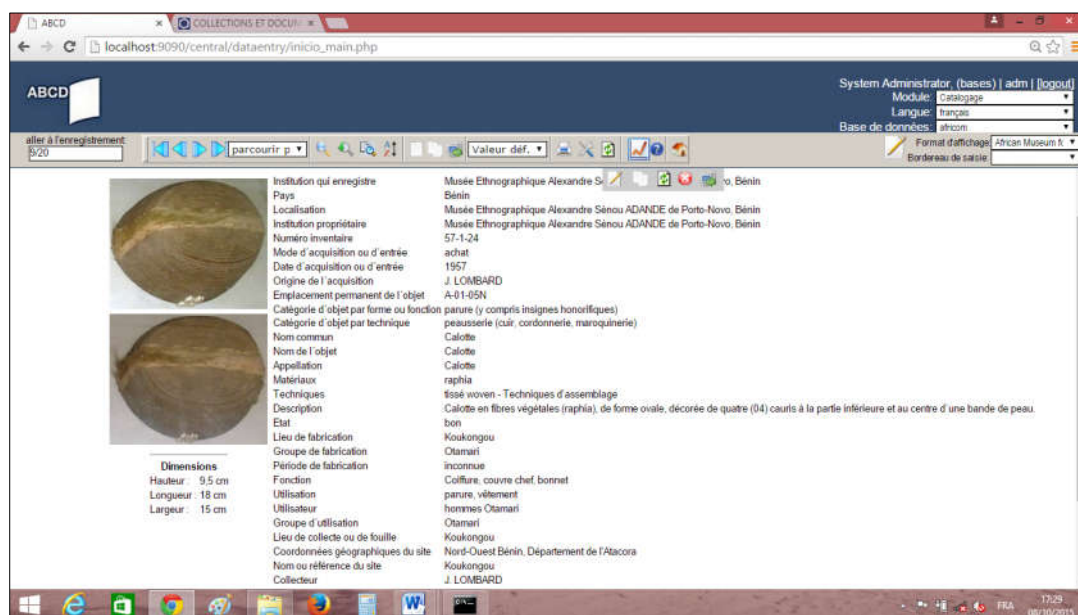 ABCD
COLLECTIONS ET DOCUM
localhost:9090/central/dataentry/inicio_main.php
ABCD
System Administrator, (bases) | adm | [logout]
Module: Catalogage
Langue: français
Base de données: africom
aller à l'enregistrement
9/20
parcourir p
Valeur déf.
Format d'affichage: African Museum fc
Bordereau de saisie:
Institution qui enregistre Musée Ethnographique Alexandre S vo, Bénin
Pays Bénin
Localisation Musée Ethnographique Alexandre Sènou ADANDE de Porto-Novo, Bénin
Institution propriétaire Musée Ethnographique Alexandre Sènou ADANDE de Porto-Novo, Bénin
Numéro inventaire 57-1-24
Mode d´acquisition ou d´entrée achat
Date d´acquisition ou d´entrée 1957
Origine de l´acquisition J. LOMBARD
Emplacement permanent de l´objet A-01-05N
Catégorie d´objet par forme ou fonction parure (y compris insignes honorifiques)
Catégorie d´objet par technique peausserie (cuir, cordonnerie, maroquinerie)
Nom commun Calotte
Nom de l´objet Calotte
Appellation Calotte
Matériaux raphia
Techniques tissé woven - Techniques d´assemblage
Description Calotte en fibres végétales (raphia), de forme ovale, décorée de quatre (04) cauris à la partie inférieure et au centre d´une bande de peau.
Etat bon
Lieu de fabrication Koukongou
Groupe de fabrication Otamari
Période de fabrication inconnue
Fonction Coiffure, couvre chef, bonnet
Utilisation parure, vêtement
Utilisateur hommes Otamari
Groupe d´utilisation Otamari
Lieu de collecte ou de fouille Koukongou
Coordonnées géographiques du site Nord-Ouest Bénin, Département de l'Atacora
Nom ou référence du site Koukongou
Collecteur J. LOMBARD
Dimensions
Hauteur : 9,5 cm
Longueur : 18 cm
Largeur : 15 cm
FRA
17:29
08/10/2015